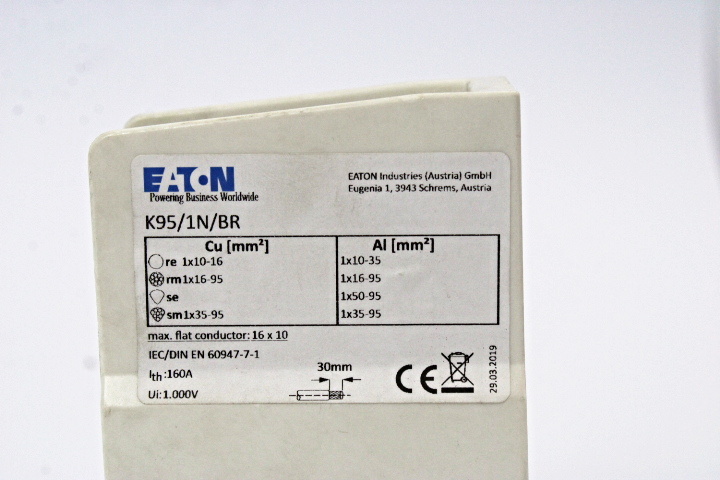 EATON
Powering Business Worldwide
EATON Industries (Austria) GmbH
Eugenia 1, 3943 Schrems, Austria
K95/1N/BR
Cu [mm²] Al [mm²]
re 1x10-16 1x10-35
rm 1x16-95 1x16-95
se 1x50-95
sm 1x35-95 1x35-95
max. flat conductor: 16 x 10
IEC/DIN EN 60947-7-1
Ith:160A
Ui:1.000V
30mm
CE
29.03.2019